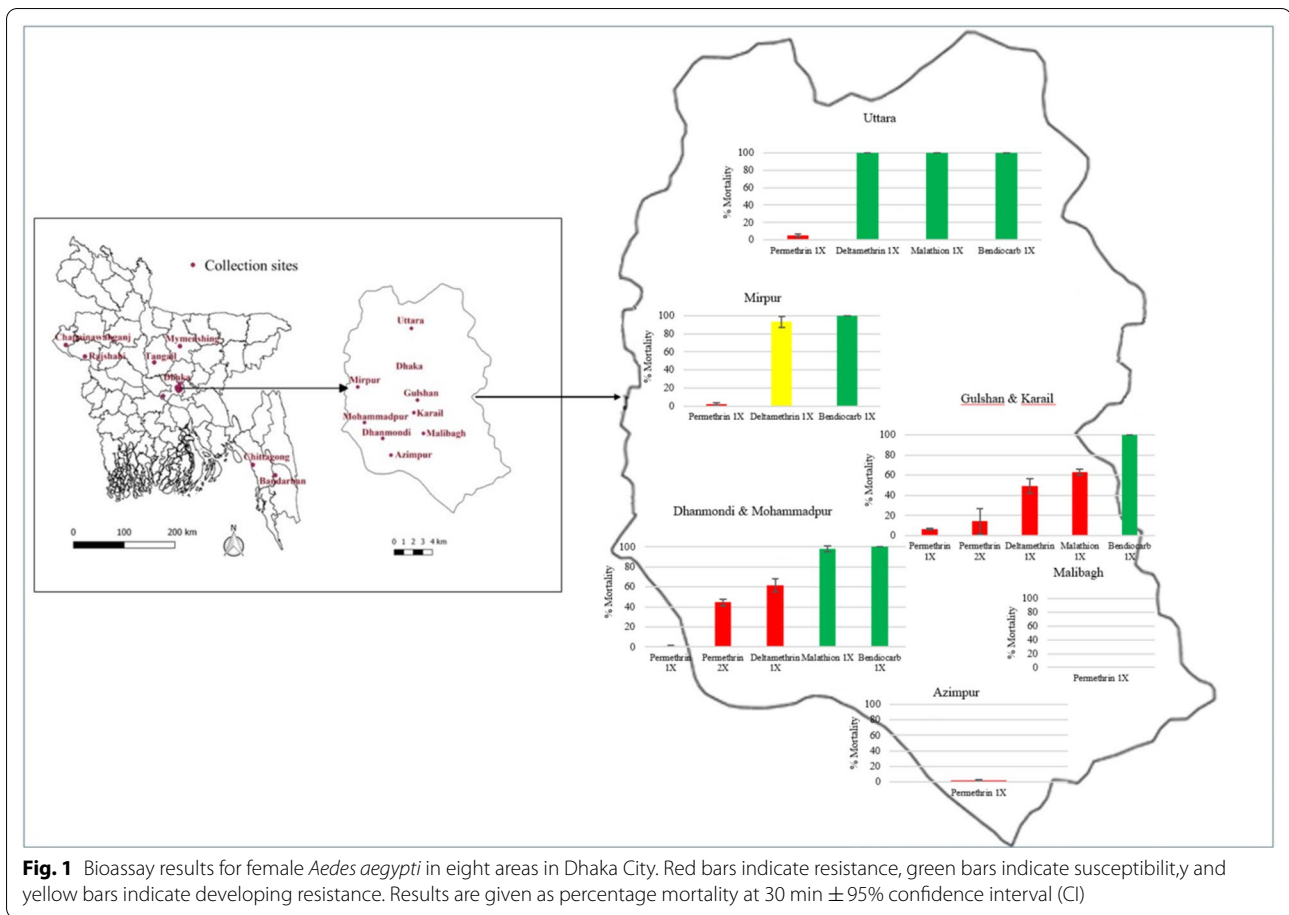 Collection sites
Chapainawabganj
Rajshahi
Tangail
Mymenshing
Dhaka
Chittagong
Bandarban
0 100 200 km
N
Uttara
Dhaka
Mirpur
Gulshan
Karail
Mohammadpur
Dhanmondi
Malibagh
Azimpur
0 1 2 3 4 km
Uttara
% Mortality
100
80
60
40
20
0
Permethrin 1X Deltamethrin 1X Malathion 1X Bendiocarb 1X
Mirpur
% Mortality
100
80
60
40
20
0
Permethrin 1X Deltamethrin 1X Bendiocarb 1X
Gulshan & Karail
% Mortality
100
80
60
40
20
0
Permethrin Permethrin Deltamethrin Malathion Bendiocarb
1X 2X 1X 1X 1X
Dhanmondi & Mohammadpur
% Mortality
100
80
60
40
20
0
Permethrin Permethrin Deltamethrin Malathion 1X Bendiocarb
1X 2X 1X 1X
Malibagh
% Mortality
100
80
60
40
20
0
Permethrin 1X
Azimpur
% Mortality
100
80
60
40
20
0
Permethrin 1X
Fig. 1 Bioassay results for female Aedes aegypti in eight areas in Dhaka City. Red bars indicate resistance, green bars indicate susceptibilit,y and
yellow bars indicate developing resistance. Results are given as percentage mortality at 30 min ± 95% confidence interval (CI)